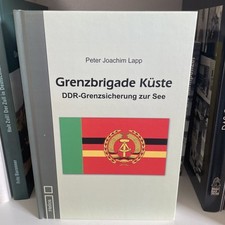 Peter Joachim Lapp
Grenzbrigade Küste
DDR-Grenzsicherung zur See